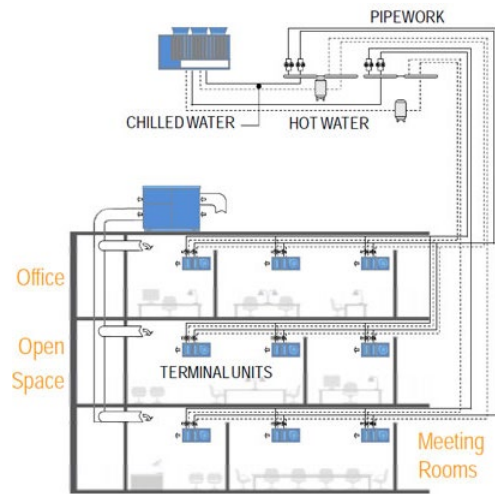 PIPEWORK
CHILLED WATER
HOT WATER
Office
Open
Space
TERMINAL UNITS
Meeting
Rooms